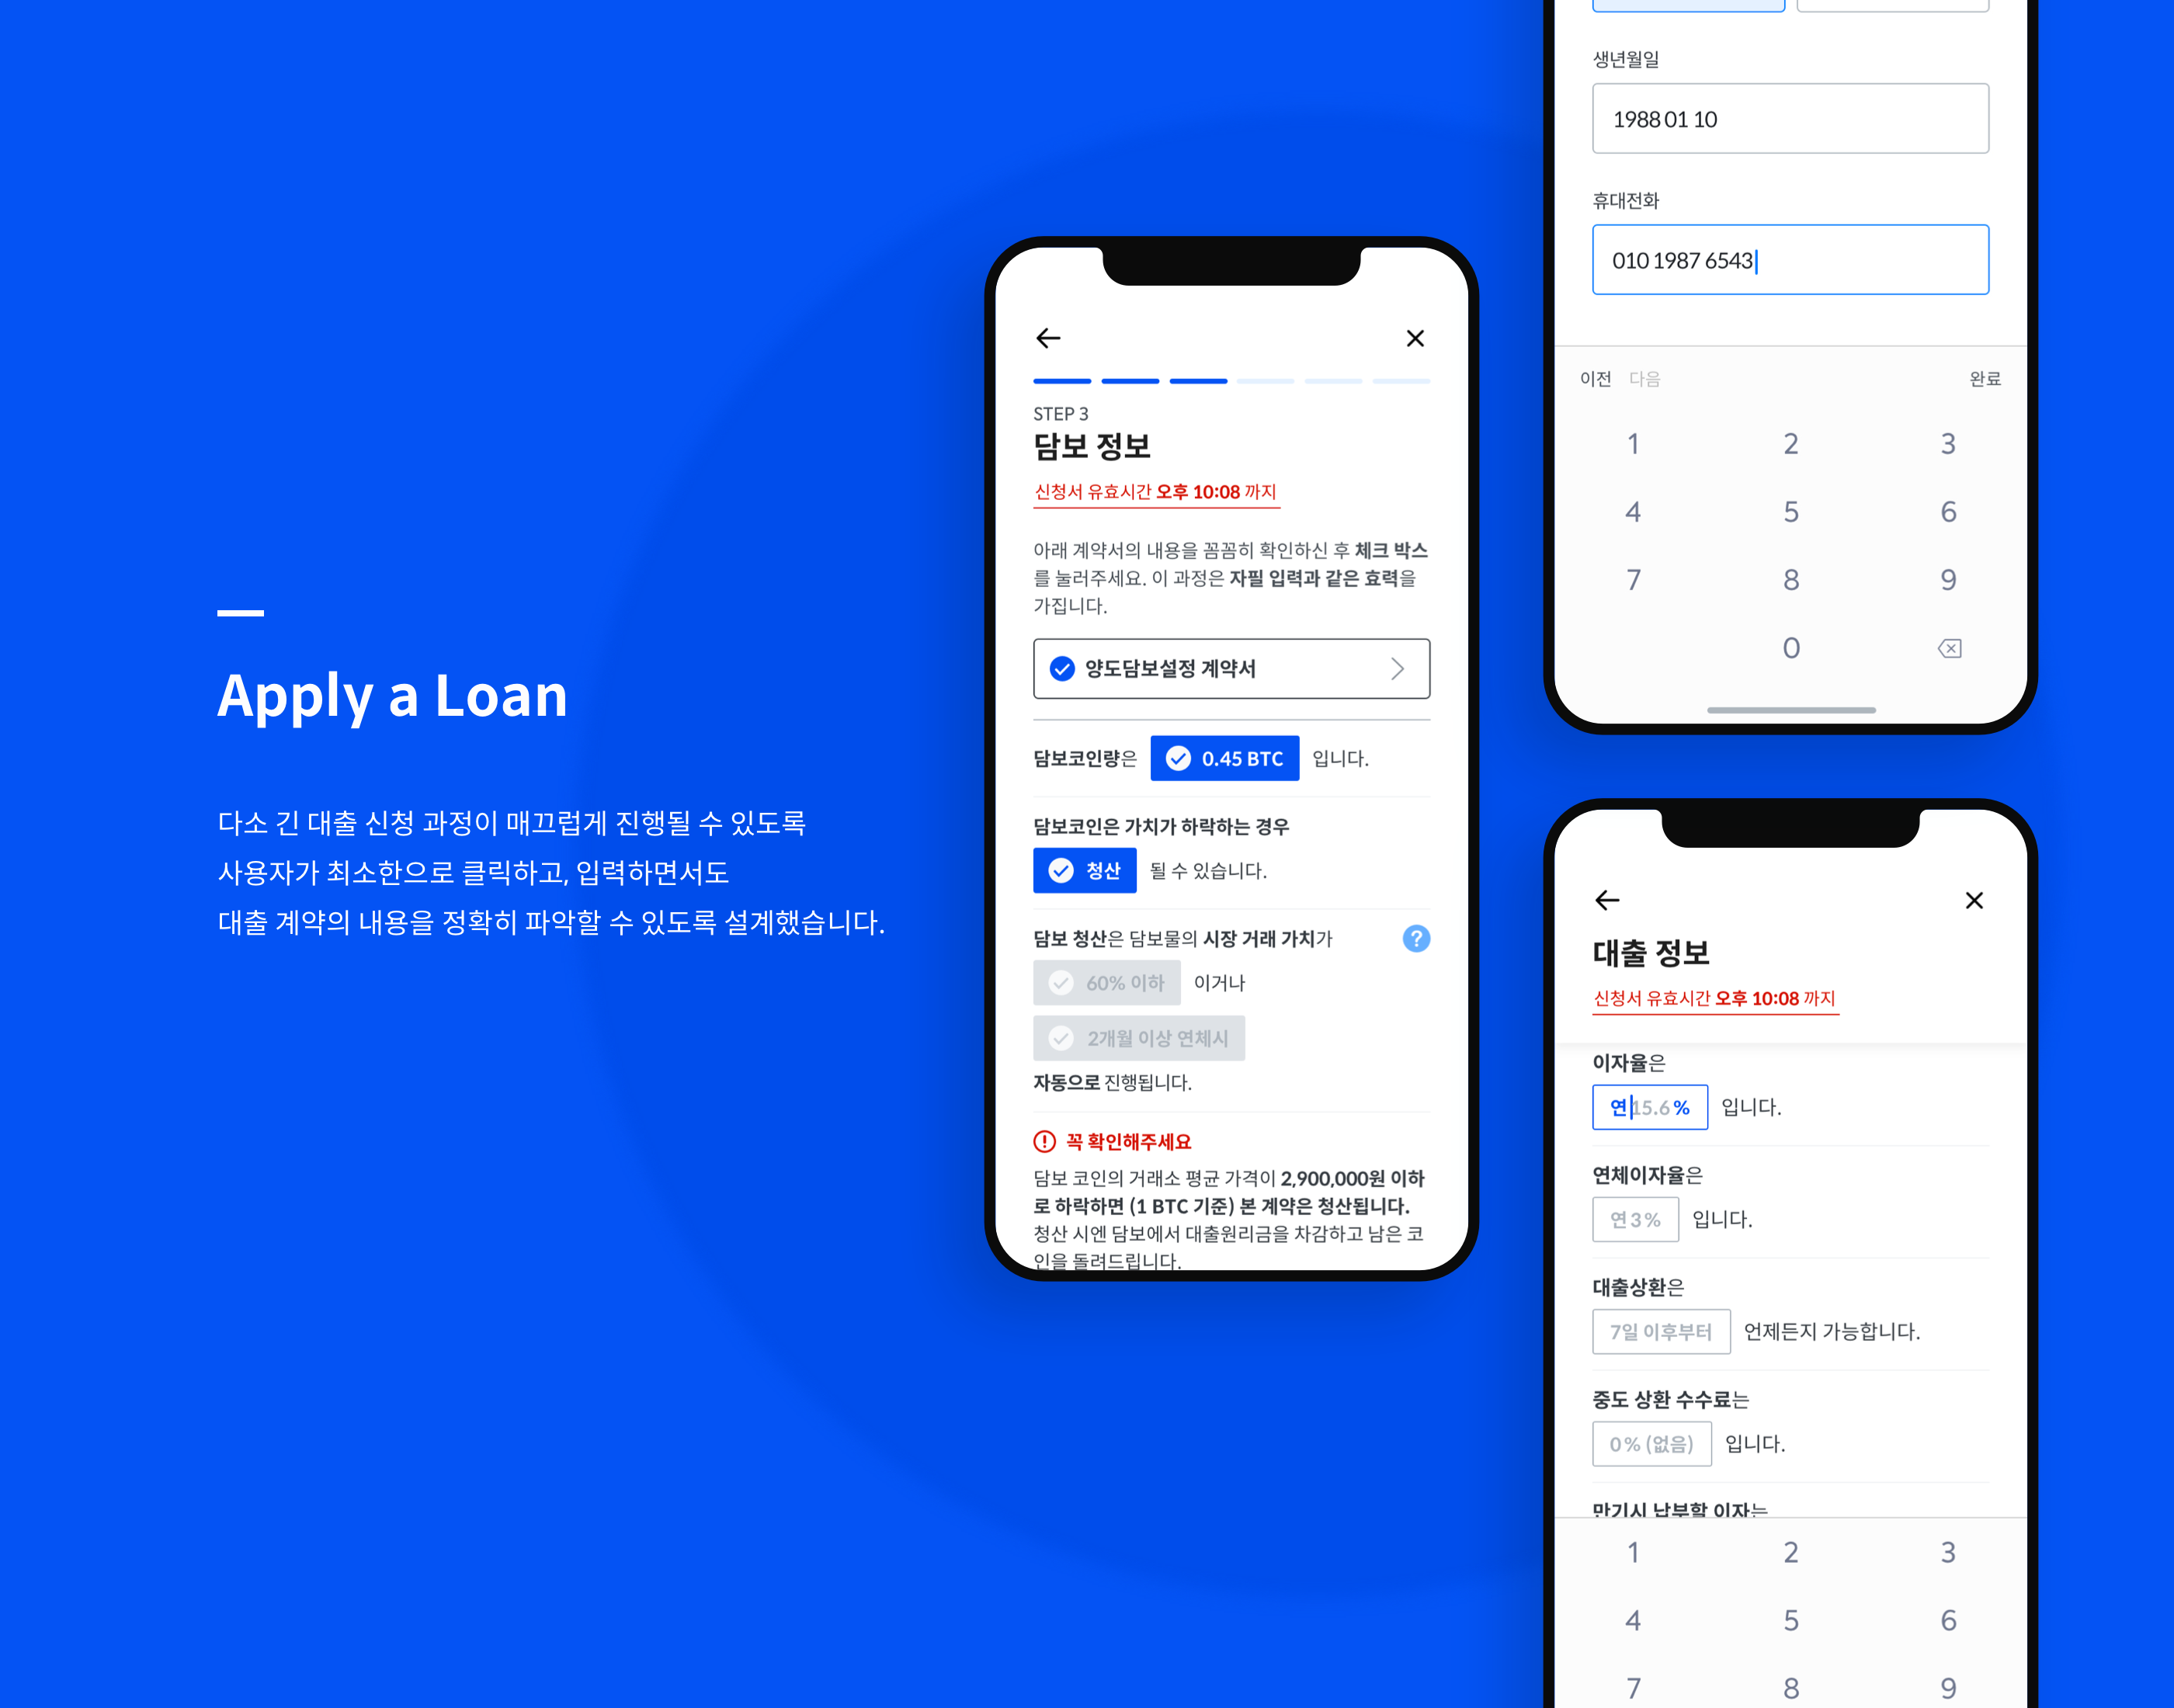 Apply a Loan
다소 긴 대출 신청 과정이 매끄럽게 진행될 수 있도록
사용자가 최소한으로 클릭하고, 입력하면서도
대출 계약의 내용을 정확히 파악할 수 있도록 설계했습니다.
STEP 3
담보 정보
신청서 유효시간 오후 10:08 까지
아래 계약서의 내용을 꼼꼼히 확인하신 후 체크 박스
를 눌러주세요. 이 과정은 자필 입력과 같은 효력을
가집니다.
양도담보설정 계약서
담보코인량은 0.45 BTC 입니다.
담보코인은 가치가 하락하는 경우
청산 될 수 있습니다.
담보 청산은 담보물의 시장 거래 가치가 ?
60% 이하 이거나
2개월 이상 연체시
자동으로 진행됩니다.
꼭 확인해주세요
담보 코인의 거래소 평균 가격이 2,900,000원 이하
로 하락하면 (1 BTC 기준) 본 계약은 청산됩니다.
청산 시엔 담보에서 대출원리금을 차감하고 남은 코
인을 돌려드립니다.
생년월일
1988 01 10
휴대전화
010 1987 6543
이전 다음 완료
1 2 3
4 5 6
7 8 9
0
대출 정보
신청서 유효시간 오후 10:08 까지
이자율은
연 15.6 % 입니다.
연체이자율은
연 3 % 입니다.
대출상환은
7일 이후부터 언제든지 가능합니다.
중도 상환 수수료는
0 % (없음) 입니다.
만기시 납부할 이자는
1 2 3
4 5 6
7 8 9